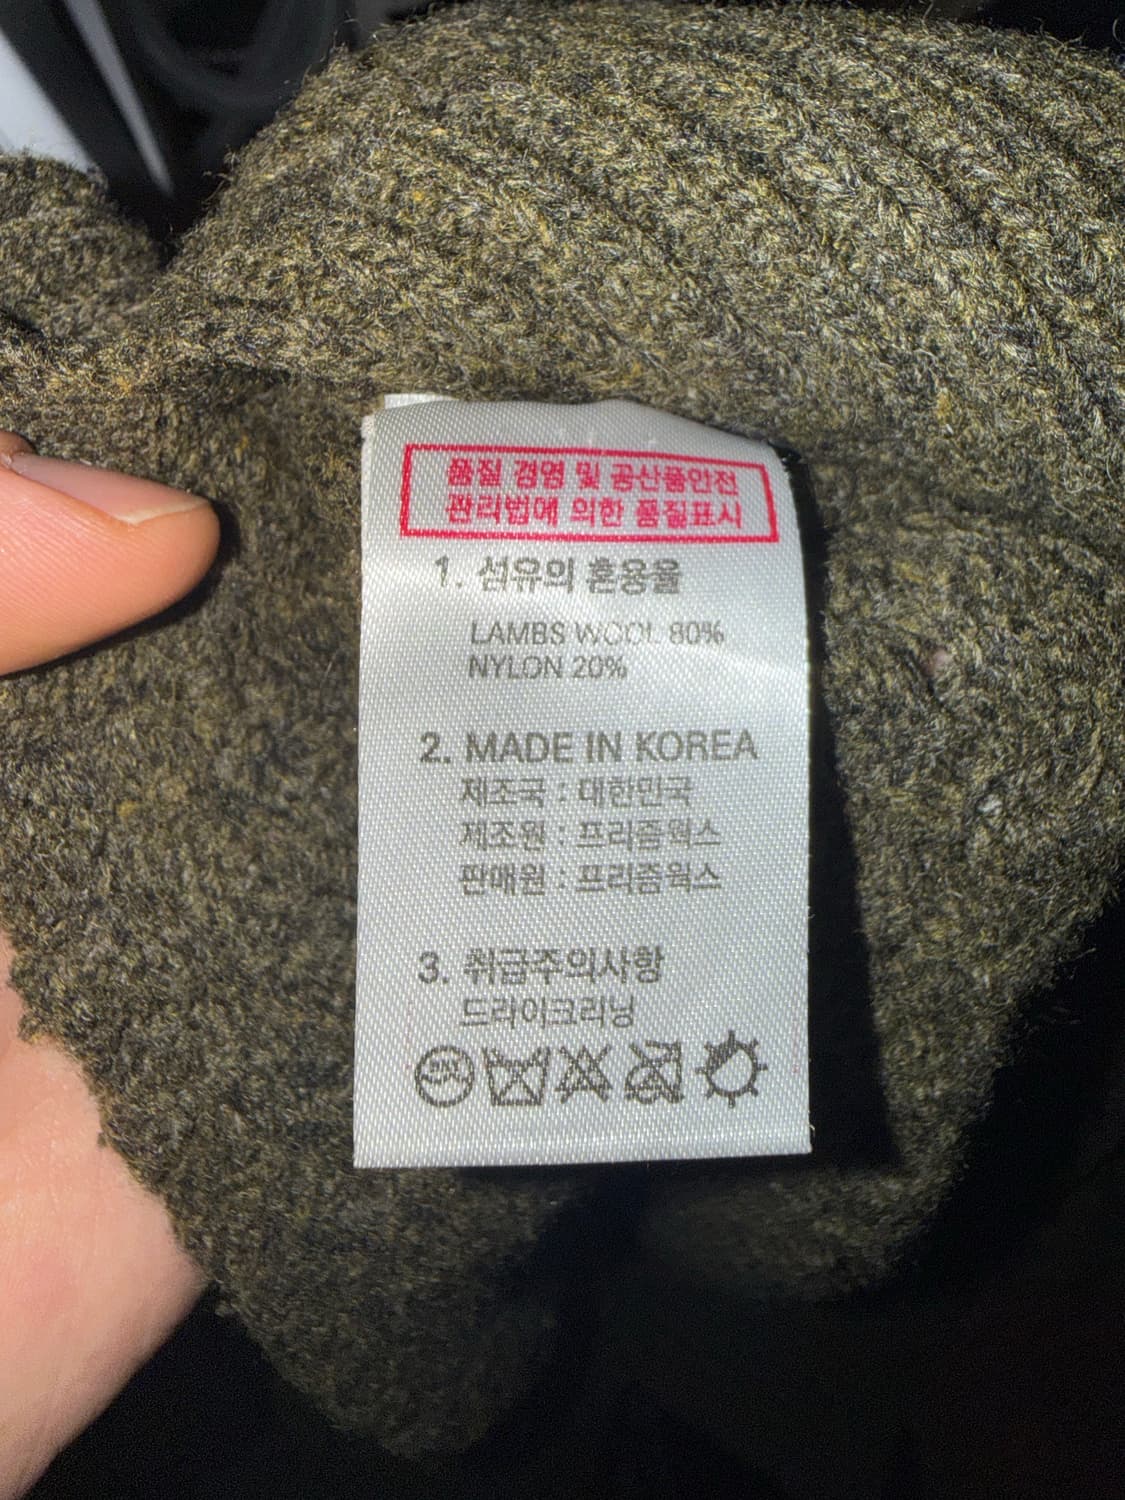 품질 경영 및 공산품안전
관리법에 의한 품질표시
1. 섬유의 혼용율
LAMBS WOOL 80%
NYLON 20%
2. MADE IN KOREA
제조국 : 대한민국
제조원 : 프리즘웍스
판매원 : 프리즘웍스
3. 취급주의사항
드라이크리닝